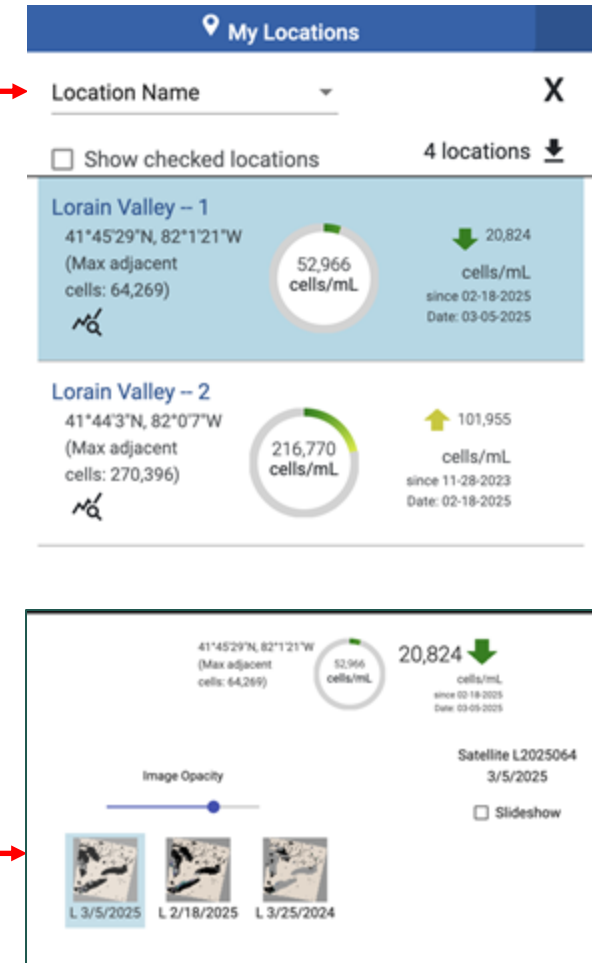 My Locations
Location Name
X
Show checked locations
4 locations
Lorain Valley -- 1
41°45'29"N, 82°1'21"W
(Max adjacent
cells: 64,269)
52,966
cells/mL
20,824
cells/mL
since 02-18-2025
Date: 03-05-2025
Lorain Valley -- 2
41°44'3"N, 82°0'7"W
(Max adjacent
cells: 270,396)
216,770
cells/mL
101,955
cells/mL
since 11-28-2023
Date: 02-18-2025
41°45'29"N, 82°1'21"W
(Max adjacent
cells: 64,269)
52,966
cells/mL
20,824
cells/mL
since 02-18-2025
Date: 03-05-2025
Satellite L2025064
3/5/2025
Image Opacity
Slideshow
L 3/5/2025
L 2/18/2025
L 3/25/2024